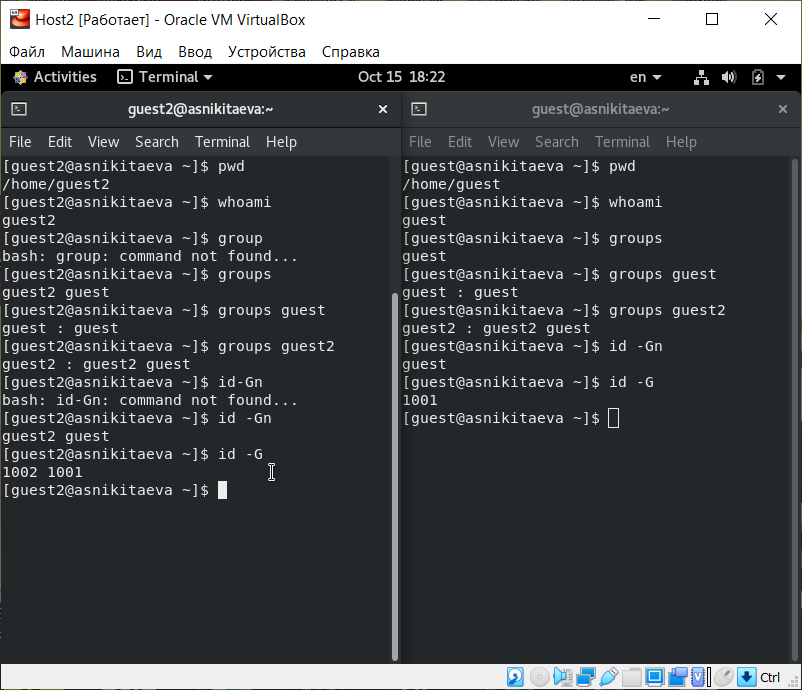 Host2 [Работает] - Oracle VM VirtualBox
Файл Машина Вид Ввод Устройства Справка
Activities Terminal Oct 15 18:22 en
guest2@asnikitaeva:~
File Edit View Search Terminal Help
[guest2@asnikitaeva ~]$ pwd
/home/guest2
[guest2@asnikitaeva ~]$ whoami
guest2
[guest2@asnikitaeva ~]$ group
bash: group: command not found...
[guest2@asnikitaeva ~]$ groups
guest2 guest
[guest2@asnikitaeva ~]$ groups guest
guest : guest
[guest2@asnikitaeva ~]$ groups guest2
guest2 : guest2 guest
[guest2@asnikitaeva ~]$ id-Gn
bash: id-Gn: command not found...
[guest2@asnikitaeva ~]$ id -Gn
guest2 guest
[guest2@asnikitaeva ~]$ id -G
1002 1001
[guest2@asnikitaeva ~]$
guest@asnikitaeva:~
File Edit View Search Terminal Help
[guest@asnikitaeva ~]$ pwd
/home/guest
[guest@asnikitaeva ~]$ whoami
guest
[guest@asnikitaeva ~]$ groups
guest
[guest@asnikitaeva ~]$ groups guest
guest : guest
[guest@asnikitaeva ~]$ groups guest2
guest2 : guest2 guest
[guest@asnikitaeva ~]$ id -Gn
guest
[guest@asnikitaeva ~]$ id -G
1001
[guest@asnikitaeva ~]$
Ctrl